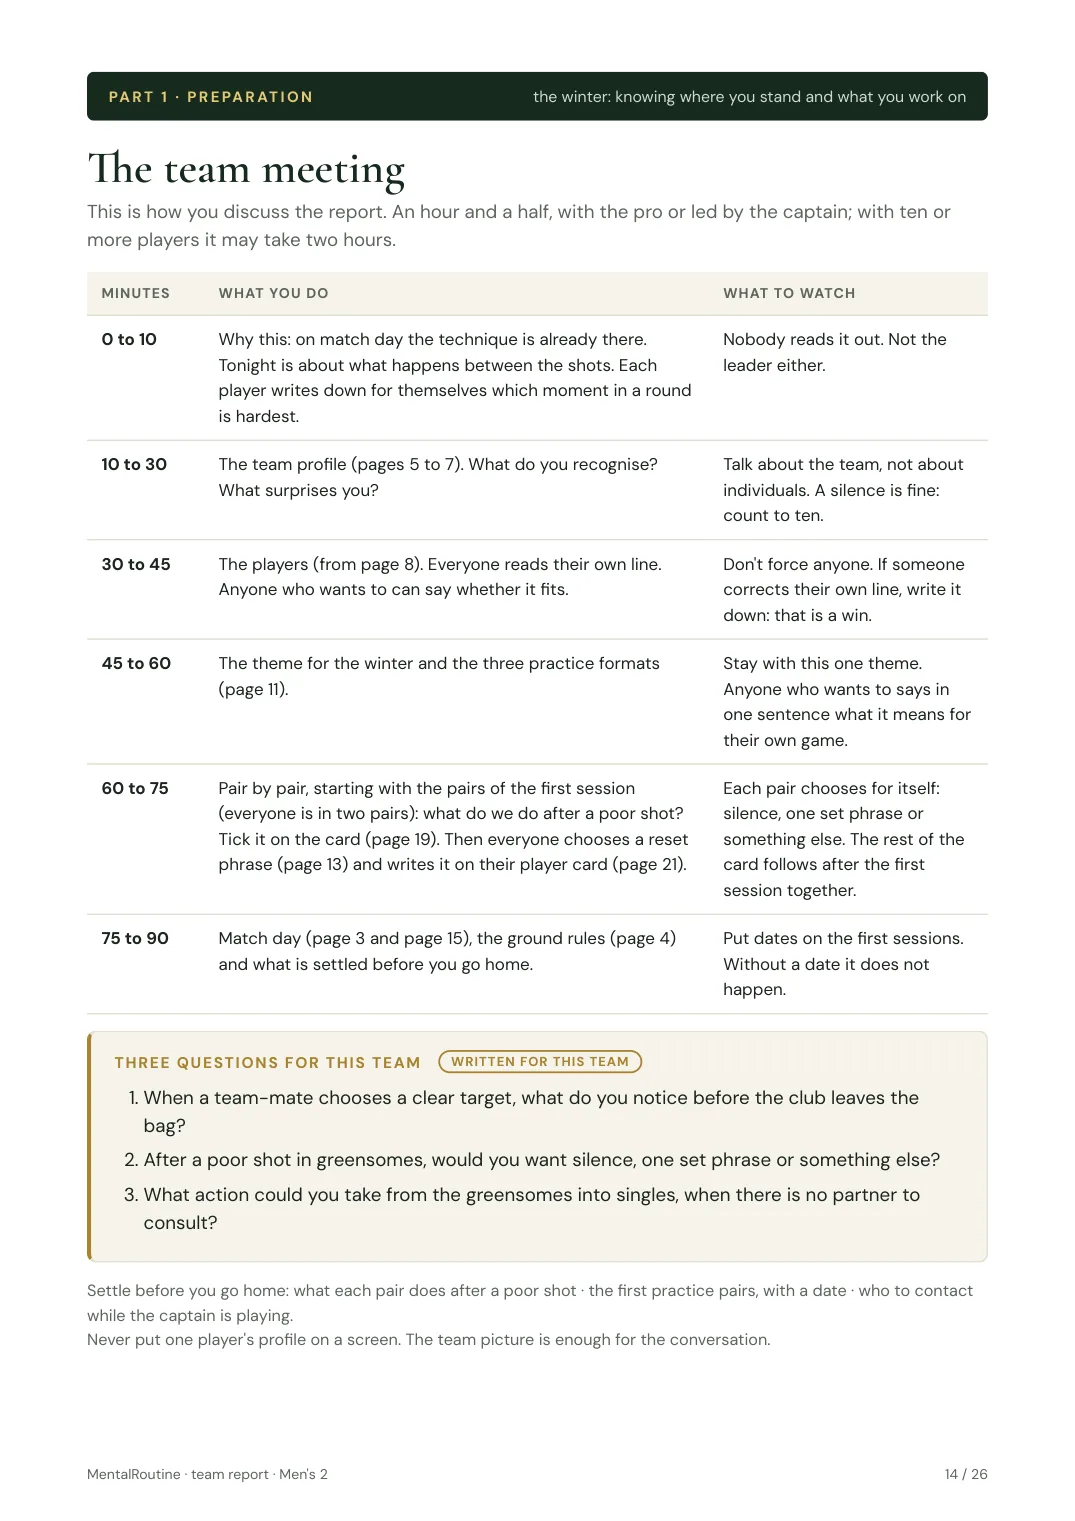 PART 1 · PREPARATION
the winter: knowing where you stand and what you work on
The team meeting
This is how you discuss the report. An hour and a half, with the pro or led by the captain; with ten or
more players it may take two hours.
MINUTES
WHAT YOU DO
WHAT TO WATCH
0 to 10
Why this: on match day the technique is already there.
Tonight is about what happens between the shots. Each
player writes down for themselves which moment in a round
is hardest.
Nobody reads it out. Not the
leader either.
10 to 30
The team profile (pages 5 to 7). What do you recognise?
What surprises you?
Talk about the team, not about
individuals. A silence is fine:
count to ten.
30 to 45
The players (from page 8). Everyone reads their own line.
Anyone who wants to can say whether it fits.
Don't force anyone. If someone
corrects their own line, write it
down: that is a win.
45 to 60
The theme for the winter and the three practice formats
(page 11).
Stay with this one theme.
Anyone who wants to says in
one sentence what it means for
their own game.
60 to 75
Pair by pair, starting with the pairs of the first session
(everyone is in two pairs): what do we do after a poor shot?
Tick it on the card (page 19). Then everyone chooses a reset
phrase (page 13) and writes it on their player card (page 21).
Each pair chooses for itself:
silence, one set phrase or
something else. The rest of the
card follows after the first
session together.
75 to 90
Match day (page 3 and page 15), the ground rules (page 4)
and what is settled before you go home.
Put dates on the first sessions.
Without a date it does not
happen.
THREE QUESTIONS FOR THIS TEAM
WRITTEN FOR THIS TEAM
1. When a team-mate chooses a clear target, what do you notice before the club leaves the
bag?
2. After a poor shot in greensomes, would you want silence, one set phrase or something else?
3. What action could you take from the greensomes into singles, when there is no partner to
consult?
Settle before you go home: what each pair does after a poor shot · the first practice pairs, with a date · who to contact
while the captain is playing.
Never put one player's profile on a screen. The team picture is enough for the conversation.
MentalRoutine · team report · Men's 2
14 / 26